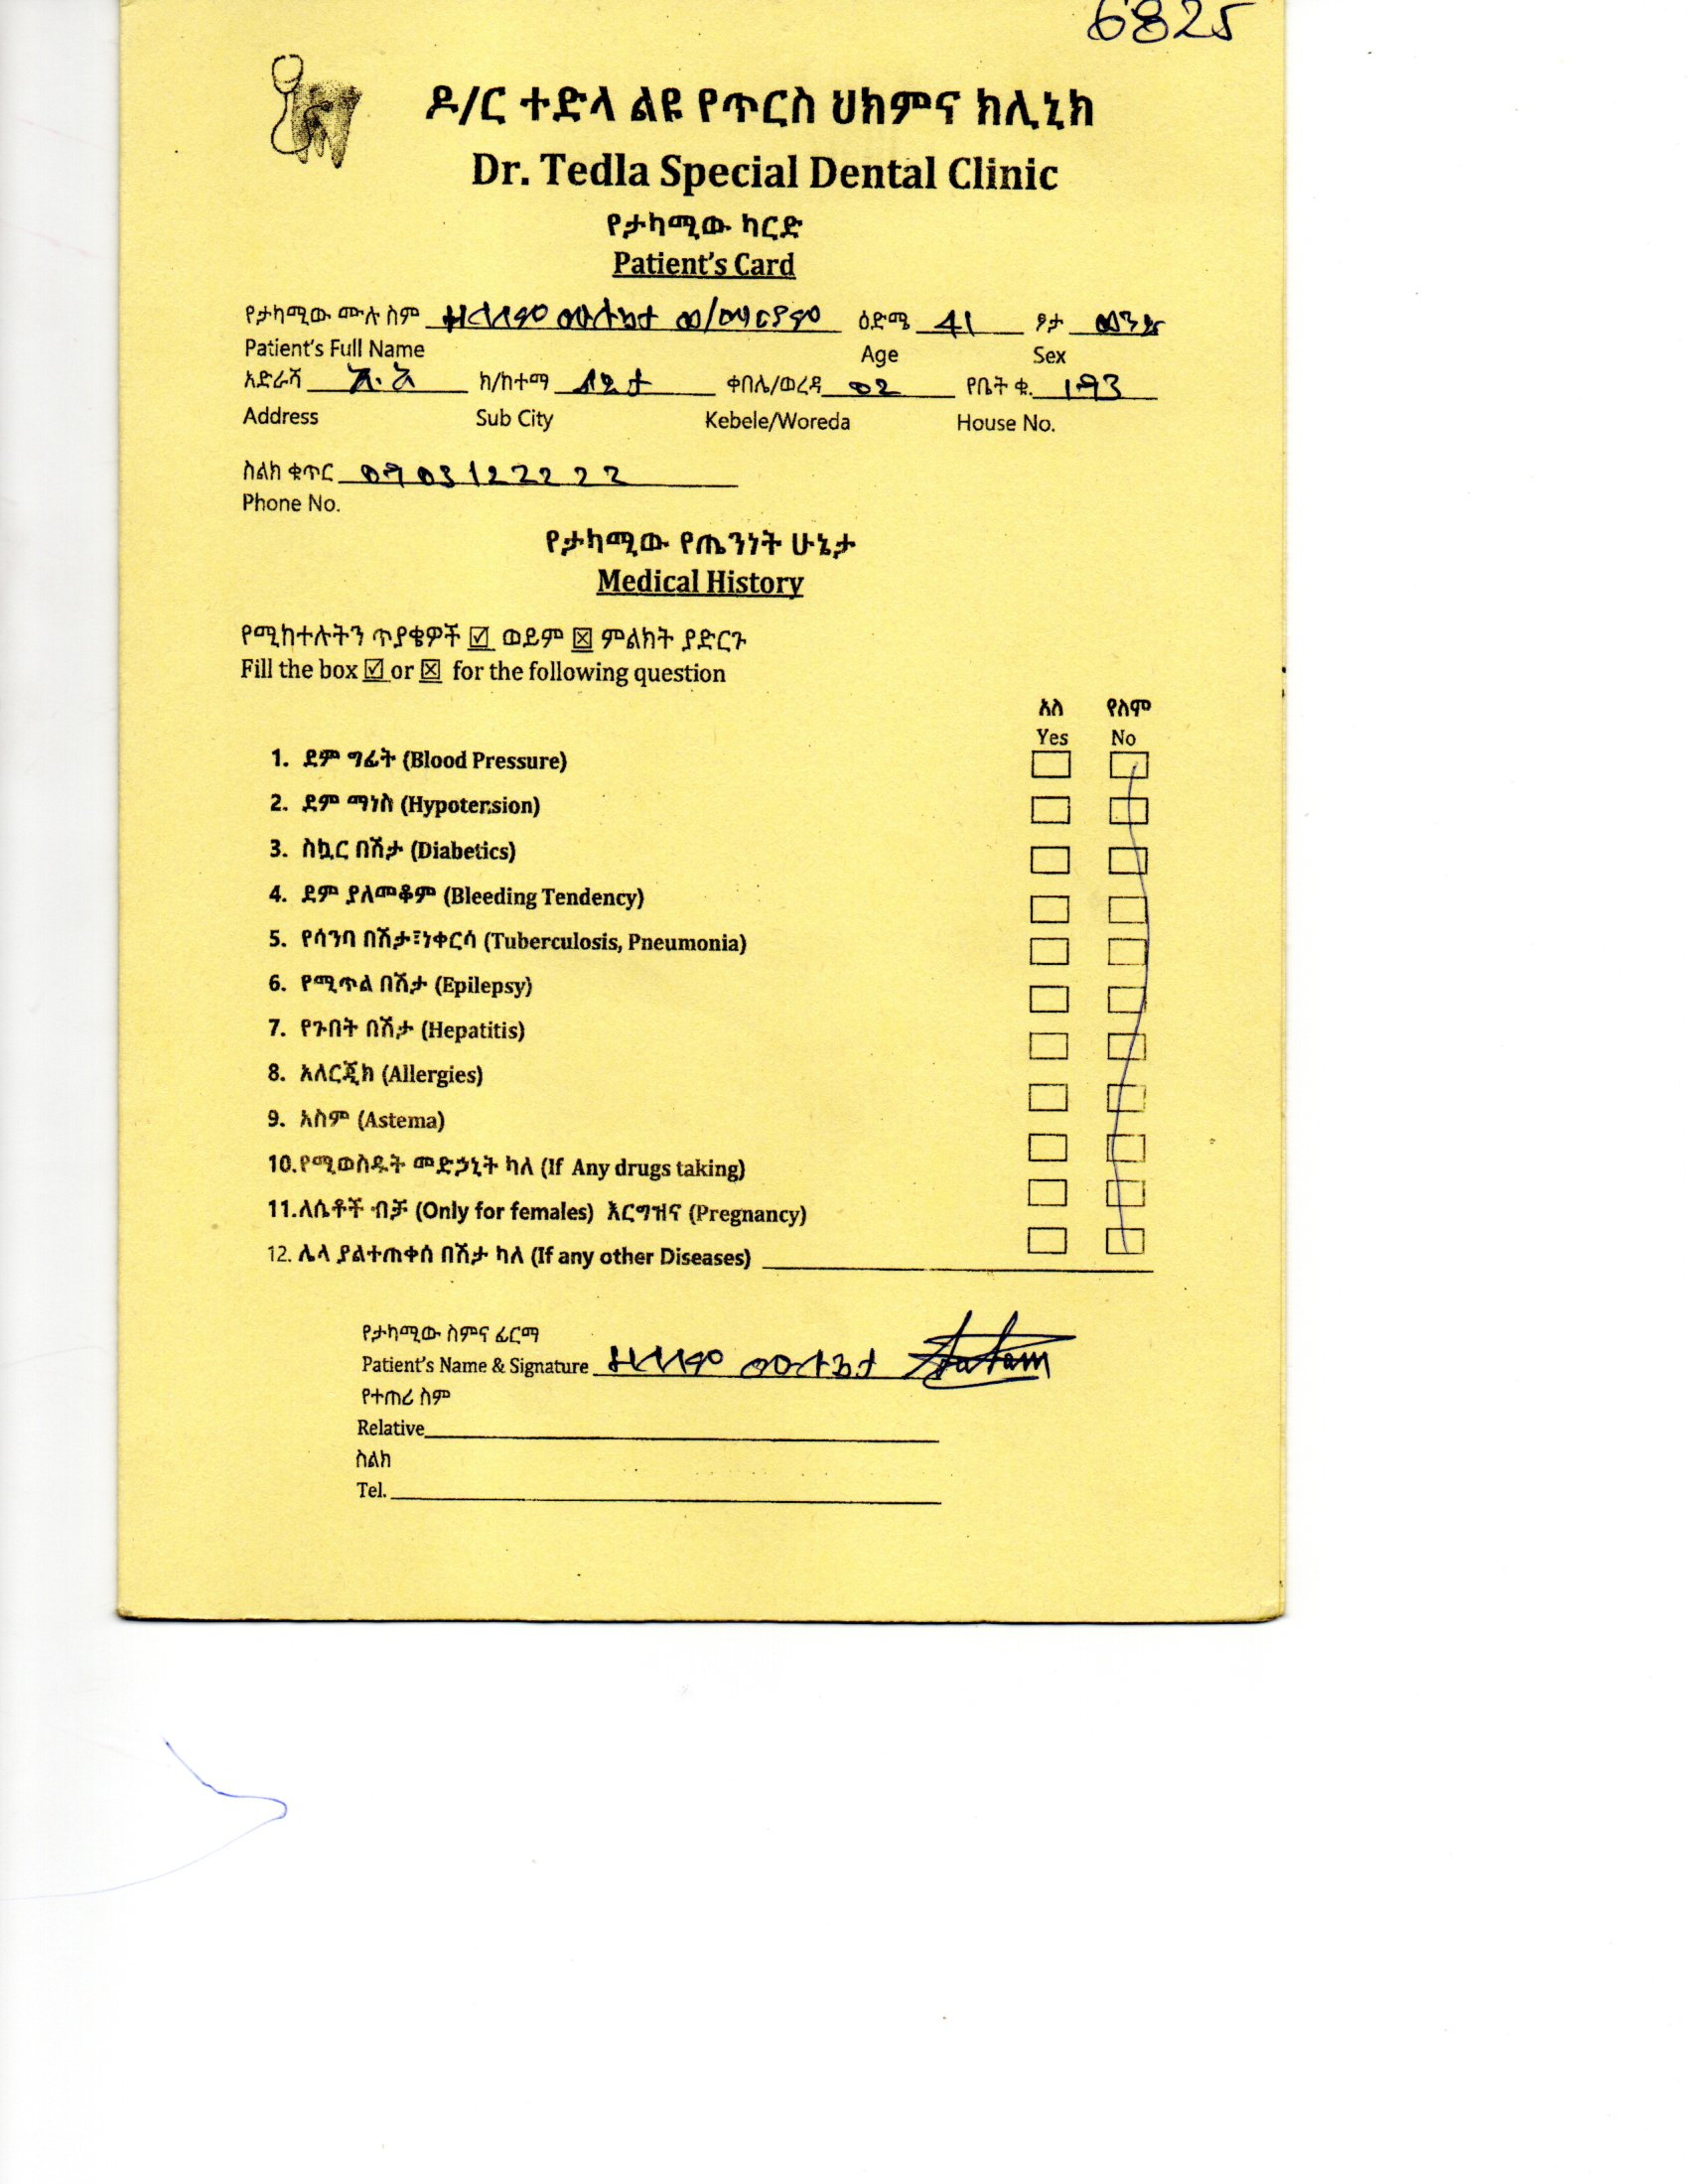 6825
ዶ/ር ተድላ ልዩ የጥርስ ህክምና ክሊኒክ
Dr. Tedla Special Dental Clinic
የታካሚው ካርድ
Patient's Card
የታካሚው ሙሉ ስም ወ/ማርያም ዕድሜ 41 ፆታ ወንድ
Patient's Full Name Age Sex
አድራሻ አ.አ ክ/ከተማ ልደታ ቀበሌ/ወረዳ 02 የቤት ቁ. 193
Address Sub City Kebele/Woreda House No.
ስልክ ቁጥር 0903122222
Phone No.
የታካሚው የጤንነት ሁኔታ
Medical History
የሚከተሉትን ጥያቄዎች ☑ ወይም ☒ ምልክት ያድርጉ
Fill the box ☑ or ☒ for the following question
አለ የለም
Yes No
1. ደም ግፊት (Blood Pressure)
2. ደም ማነስ (Hypotension)
3. ስኳር በሽታ (Diabetics)
4. ደም ያለመቆም (Bleeding Tendency)
5. የሳንባ በሽታ፣ነቀርሳ (Tuberculosis, Pneumonia)
6. የሚጥል በሽታ (Epilepsy)
7. የጉበት በሽታ (Hepatitis)
8. አለርጂክ (Allergies)
9. አስም (Astema)
10.የሚወስዱት መድኃኒት ካለ (If Any drugs taking)
11.ለሴቶች ብቻ (Only for females) እርግዝና (Pregnancy)
12. ሌላ ያልተጠቀሰ በሽታ ካለ (If any other Diseases)
የታካሚው ስምና ፊርማ
Patient's Name & Signature
የተጠሪ ስም
Relative
ስልክ
Tel.